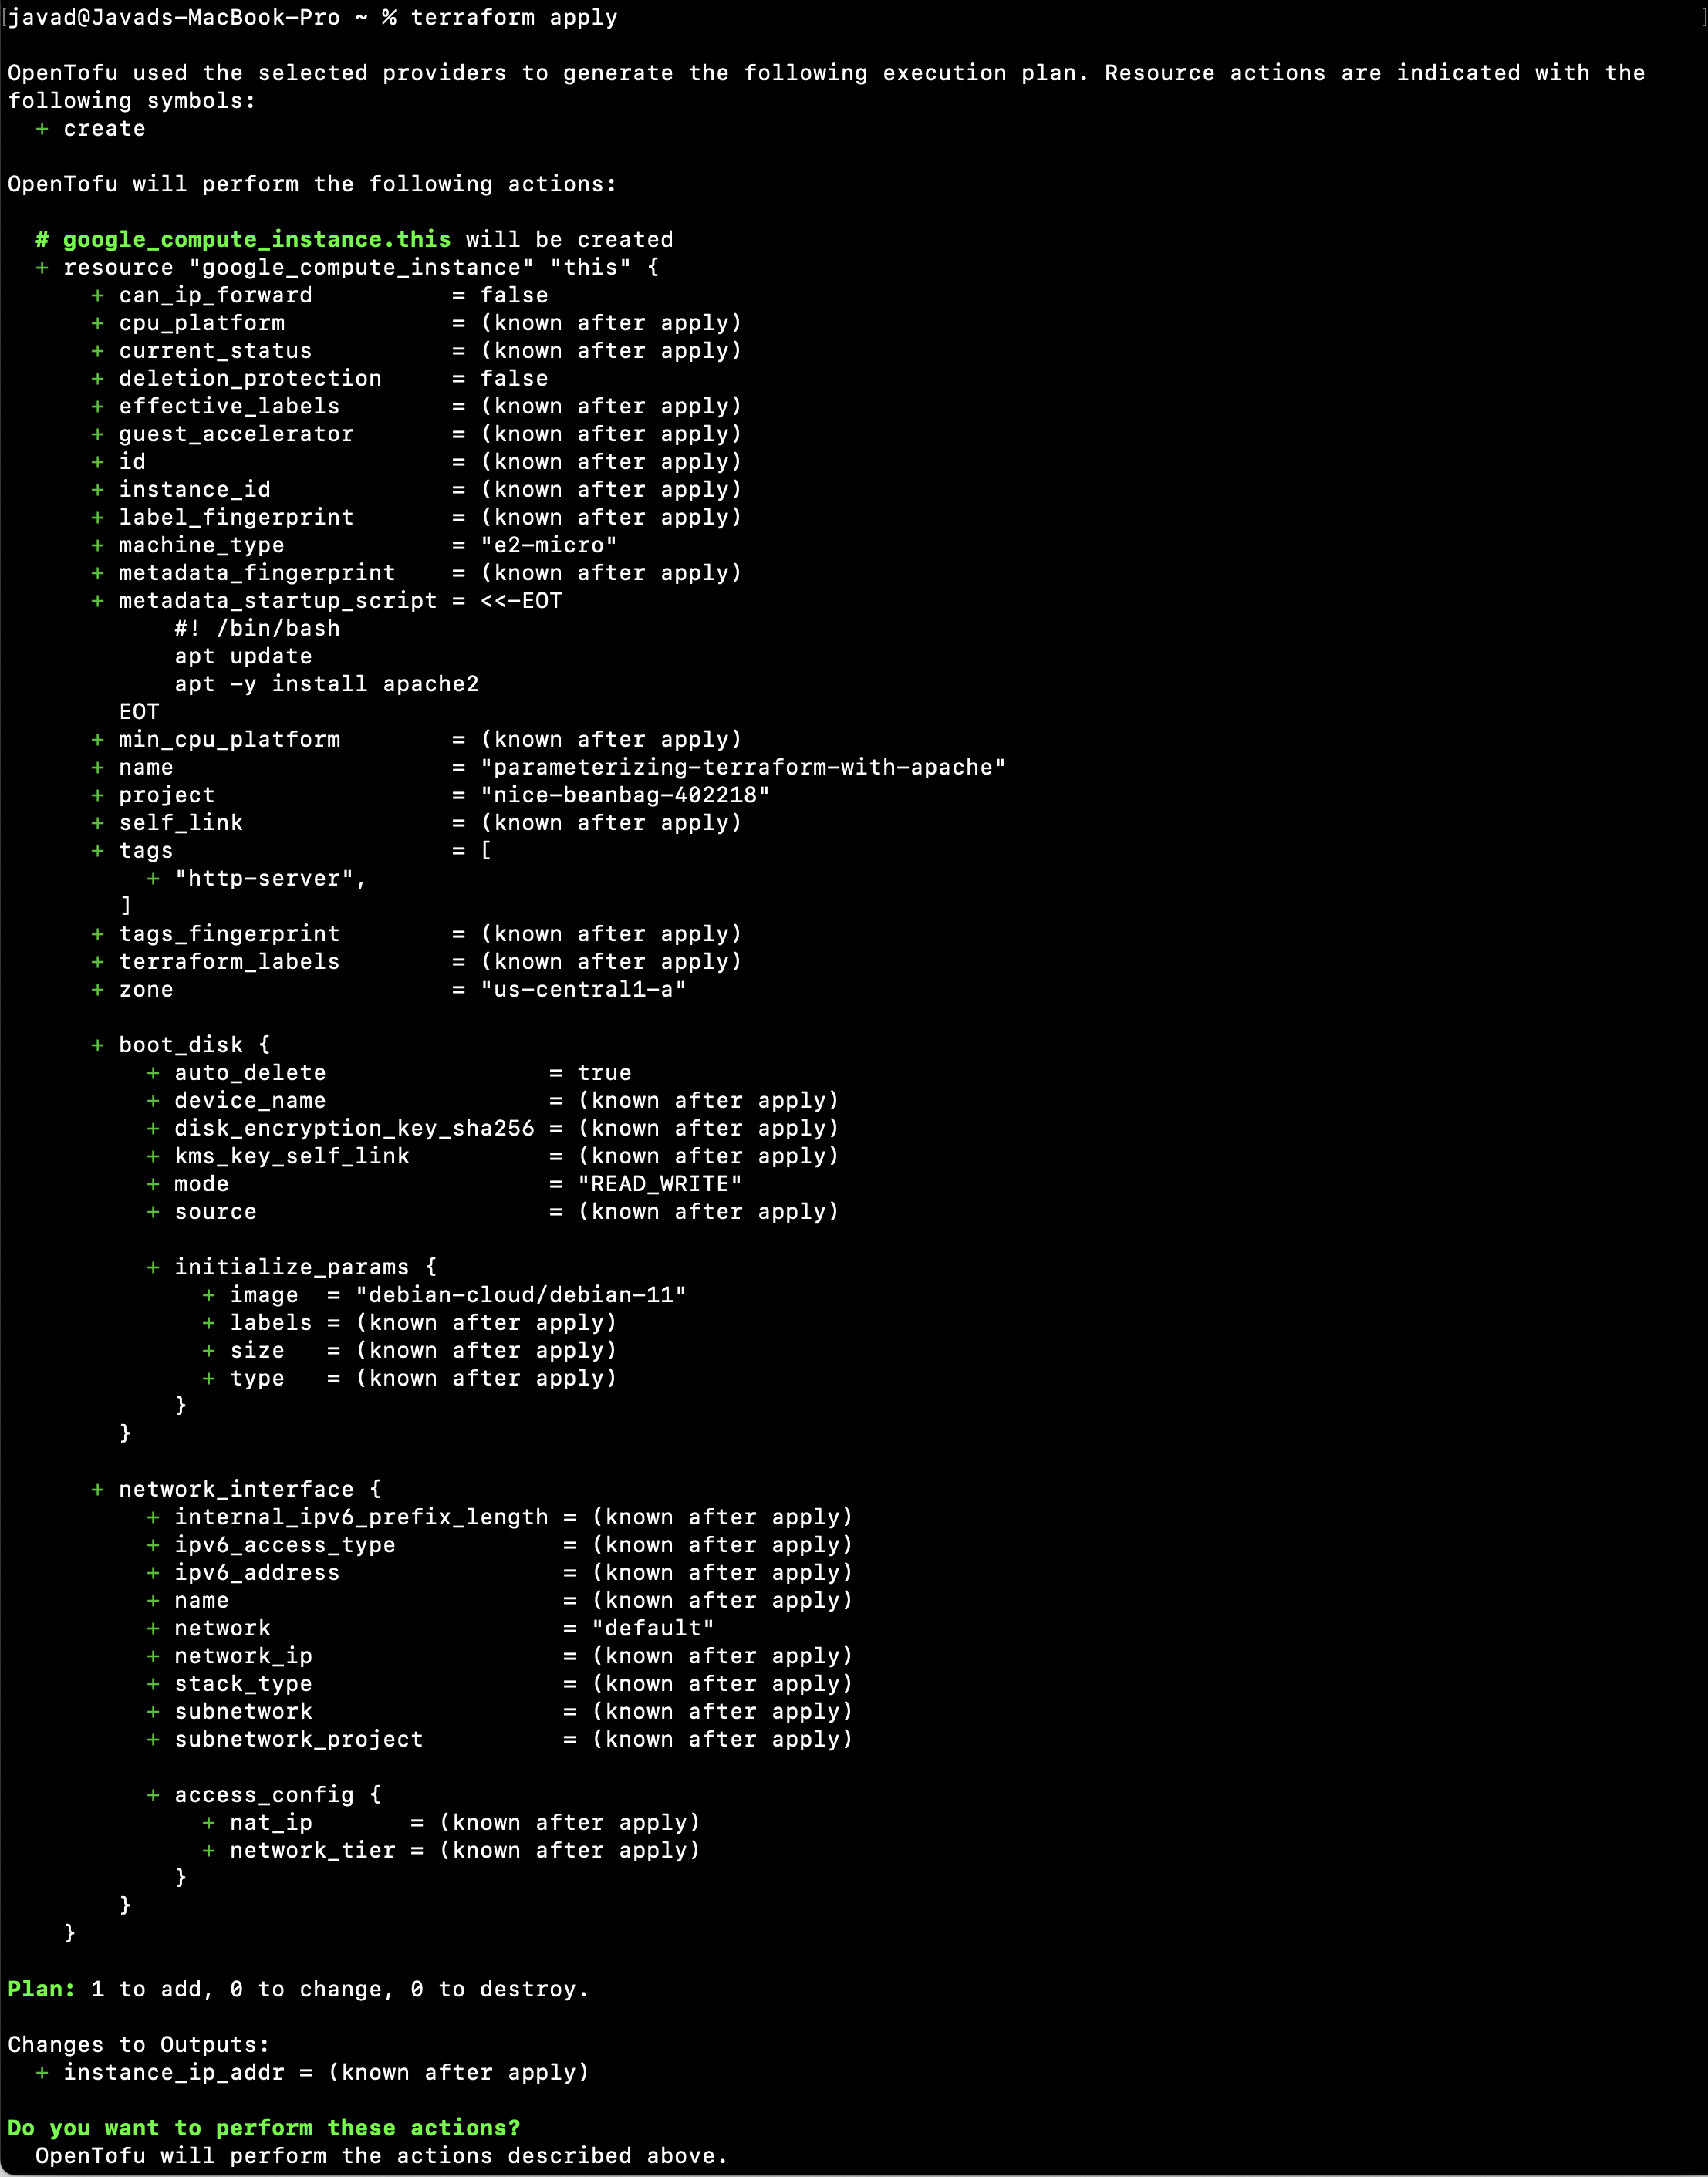 [javad@Javads-MacBook-Pro ~ % terraform apply ]
OpenTofu used the selected providers to generate the following execution plan. Resource actions are indicated with the
following symbols:
  + create
OpenTofu will perform the following actions:
  # google_compute_instance.this will be created
  + resource "google_compute_instance" "this" {
      + can_ip_forward          = false
      + cpu_platform            = (known after apply)
      + current_status          = (known after apply)
      + deletion_protection     = false
      + effective_labels        = (known after apply)
      + guest_accelerator       = (known after apply)
      + id                      = (known after apply)
      + instance_id             = (known after apply)
      + label_fingerprint       = (known after apply)
      + machine_type            = "e2-micro"
      + metadata_fingerprint    = (known after apply)
      + metadata_startup_script = <<-EOT
            #! /bin/bash
            apt update
            apt -y install apache2
        EOT
      + min_cpu_platform        = (known after apply)
      + name                    = "parameterizing-terraform-with-apache"
      + project                 = "nice-beanbag-402218"
      + self_link               = (known after apply)
      + tags                    = [
          + "http-server",
        ]
      + tags_fingerprint        = (known after apply)
      + terraform_labels        = (known after apply)
      + zone                    = "us-central1-a"
      + boot_disk {
          + auto_delete                = true
          + device_name                = (known after apply)
          + disk_encryption_key_sha256 = (known after apply)
          + kms_key_self_link          = (known after apply)
          + mode                       = "READ_WRITE"
          + source                     = (known after apply)
          + initialize_params {
              + image  = "debian-cloud/debian-11"
              + labels = (known after apply)
              + size   = (known after apply)
              + type   = (known after apply)
            }
        }
      + network_interface {
          + internal_ipv6_prefix_length = (known after apply)
          + ipv6_access_type            = (known after apply)
          + ipv6_address                = (known after apply)
          + name                        = (known after apply)
          + network                     = "default"
          + network_ip                  = (known after apply)
          + stack_type                  = (known after apply)
          + subnetwork                  = (known after apply)
          + subnetwork_project          = (known after apply)
          + access_config {
              + nat_ip       = (known after apply)
              + network_tier = (known after apply)
            }
        }
    }
Plan: 1 to add, 0 to change, 0 to destroy.
Changes to Outputs:
  + instance_ip_addr = (known after apply)
Do you want to perform these actions?
  OpenTofu will perform the actions described above.